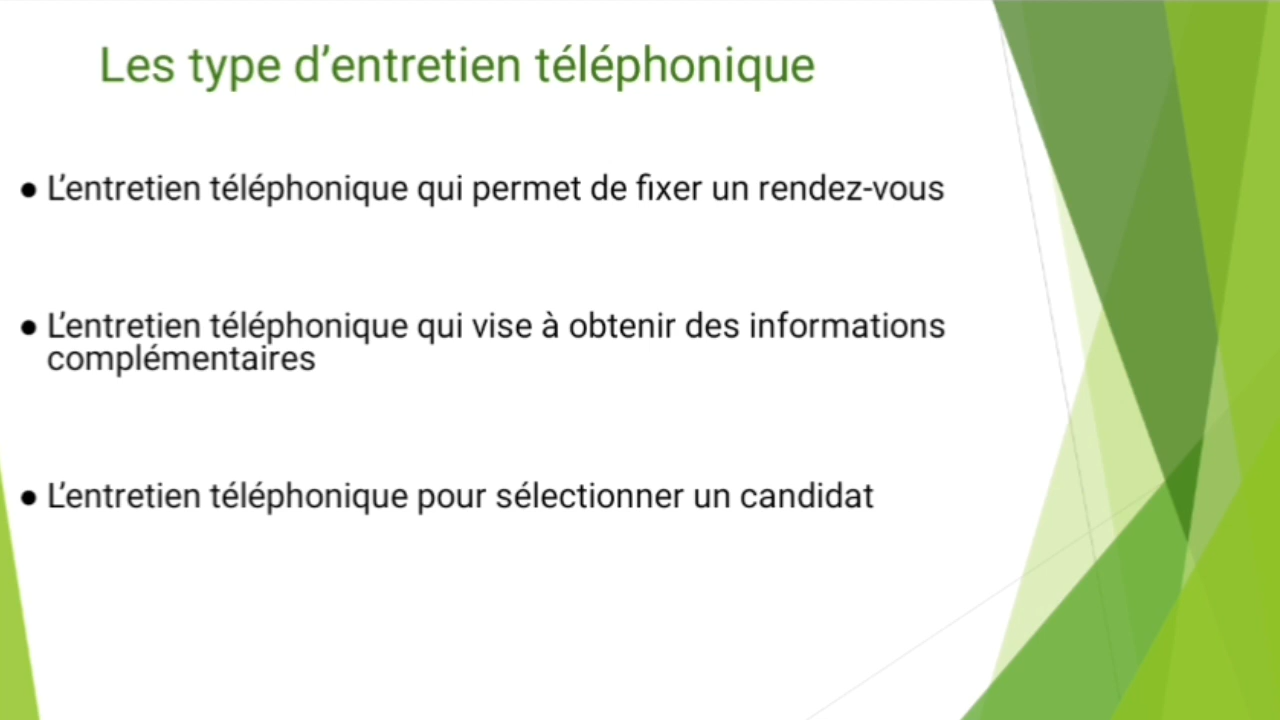 Les type d’entretien téléphonique
● L’entretien téléphonique qui permet de fixer un rendez-vous
● L’entretien téléphonique qui vise à obtenir des informations
complémentaires
● L’entretien téléphonique pour sélectionner un candidat